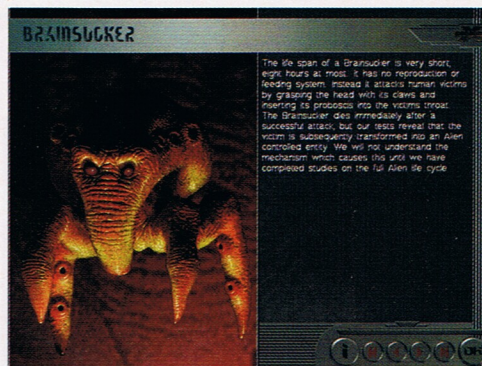 BRAINSUCKER
The life span of a Brainsucker is very short,
eight hours at most. It has no reproduction or
feeding system. Instead it attacks human victims
by grasping the head with its claws and
inserting its proboscis into the victims throat.
The Brainsucker dies immediately after a
successful attack, but our tests reveal that the
victim is subsequently transformed into an Alien
controlled entity. We will not understand the
mechanism which causes this until we have
completed studies on the full Alien life cycle
i
OK